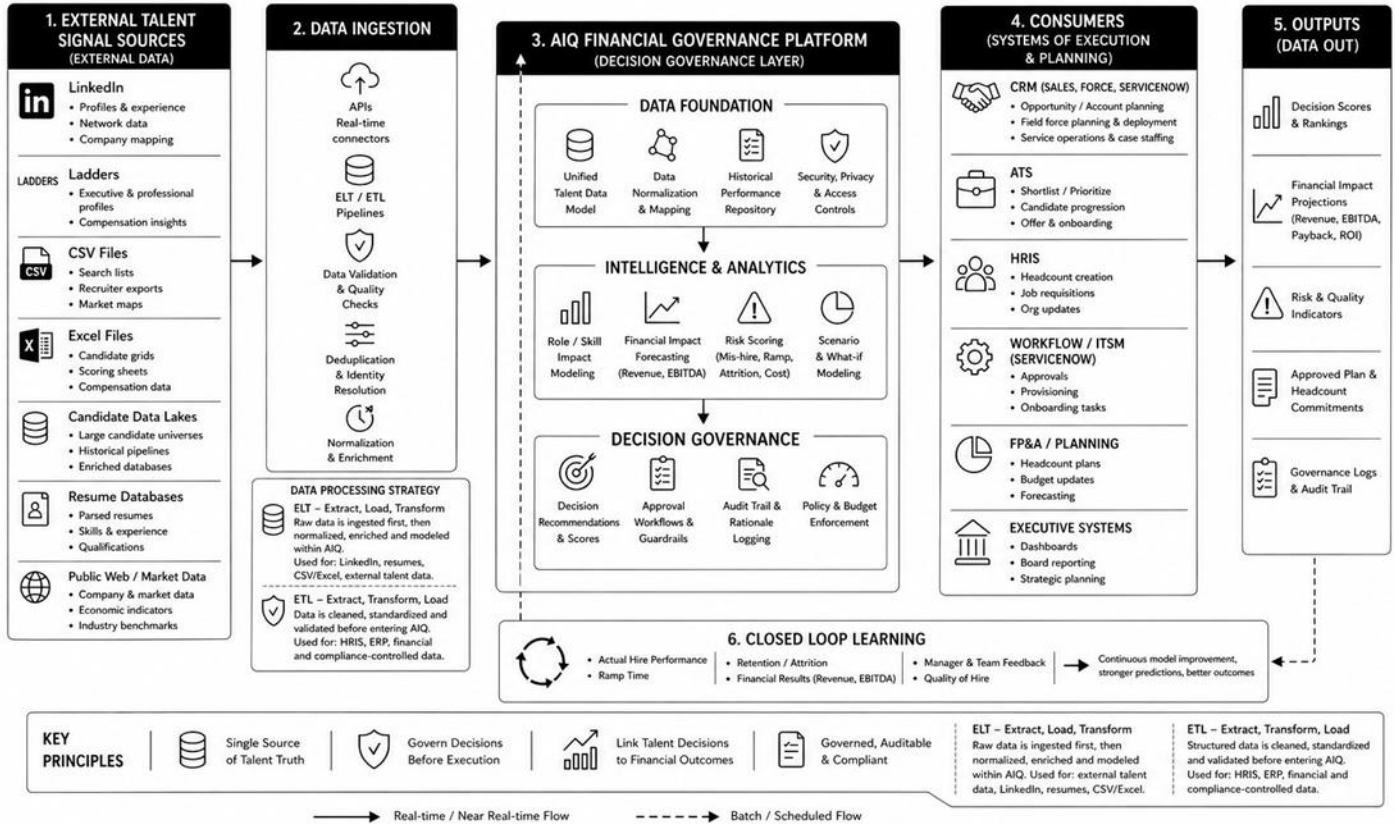 1. EXTERNAL TALENT
SIGNAL SOURCES
(EXTERNAL DATA)
in
LinkedIn
• Profiles & experience
• Network data
• Company mapping
LADDERS
Ladders
• Executive & professional
profiles
• Compensation insights
CSV
CSV Files
• Search lists
• Recruiter exports
• Market maps
X
Excel Files
• Candidate grids
• Scoring sheets
• Compensation data
Candidate Data Lakes
• Large candidate universes
• Historical pipelines
• Enriched databases
Resume Databases
• Parsed resumes
• Skills & experience
• Qualifications
Public Web / Market Data
• Company & market data
• Economic indicators
• Industry benchmarks
2. DATA INGESTION
APIs
Real-time
connectors
ELT / ETL
Pipelines
Data Validation
& Quality
Checks
Deduplication
& Identity
Resolution
Normalization
& Enrichment
DATA PROCESSING STRATEGY
ELT – Extract, Load, Transform
Raw data is ingested first, then
normalized, enriched and modeled
within AIQ.
Used for: LinkedIn, resumes,
CSV/Excel, external talent data.
ETL – Extract, Transform, Load
Data is cleaned, standardized and
validated before entering AIQ.
Used for: HRIS, ERP, financial
and compliance-controlled data.
3. AIQ FINANCIAL GOVERNANCE PLATFORM
(DECISION GOVERNANCE LAYER)
DATA FOUNDATION
Unified
Talent Data
Model
Data
Normalization
& Mapping
Historical
Performance
Repository
Security, Privacy
& Access
Controls
INTELLIGENCE & ANALYTICS
Role / Skill
Impact
Modeling
Financial Impact
Forecasting
(Revenue, EBITDA)
Risk Scoring
(Mis-hire, Ramp,
Attrition, Cost)
Scenario
& What-if
Modeling
DECISION GOVERNANCE
Decision
Recommendations
& Scores
Approval
Workflows &
Guardrails
Audit Trail &
Rationale
Logging
Policy & Budget
Enforcement
4. CONSUMERS
(SYSTEMS OF EXECUTION
& PLANNING)
CRM (SALES, FORCE, SERVICENOW)
• Opportunity / Account planning
• Field force planning & deployment
• Service operations & case staffing
ATS
• Shortlist / Prioritize
• Candidate progression
• Offer & onboarding
HRIS
• Headcount creation
• Job requisitions
• Org updates
WORKFLOW / ITSM
(SERVICENOW)
• Approvals
• Provisioning
• Onboarding tasks
FP&A / PLANNING
• Headcount plans
• Budget updates
• Forecasting
EXECUTIVE SYSTEMS
• Dashboards
• Board reporting
• Strategic planning
5. OUTPUTS
(DATA OUT)
Decision Scores
& Rankings
Financial Impact
Projections
(Revenue, EBITDA,
Payback, ROI)
Risk & Quality
Indicators
Approved Plan &
Headcount
Commitments
Governance Logs
& Audit Trail
6. CLOSED LOOP LEARNING
• Actual Hire Performance
• Ramp Time
• Retention / Attrition
• Financial Results (Revenue, EBITDA)
• Manager & Team Feedback
• Quality of Hire
Continuous model improvement,
stronger predictions, better outcomes
KEY
PRINCIPLES
Single Source
of Talent Truth
Govern Decisions
Before Execution
Link Talent Decisions
to Financial Outcomes
Governed, Auditable
& Compliant
ELT – Extract, Load, Transform
Raw data is ingested first, then
normalized, enriched and modeled
within AIQ. Used for: external talent
data, LinkedIn, resumes, CSV/Excel.
ETL – Extract, Transform, Load
Structured data is cleaned, standardized
and validated before entering AIQ.
Used for: HRIS, ERP, financial and
compliance-controlled data.
Real-time / Near Real-time Flow
Batch / Scheduled Flow